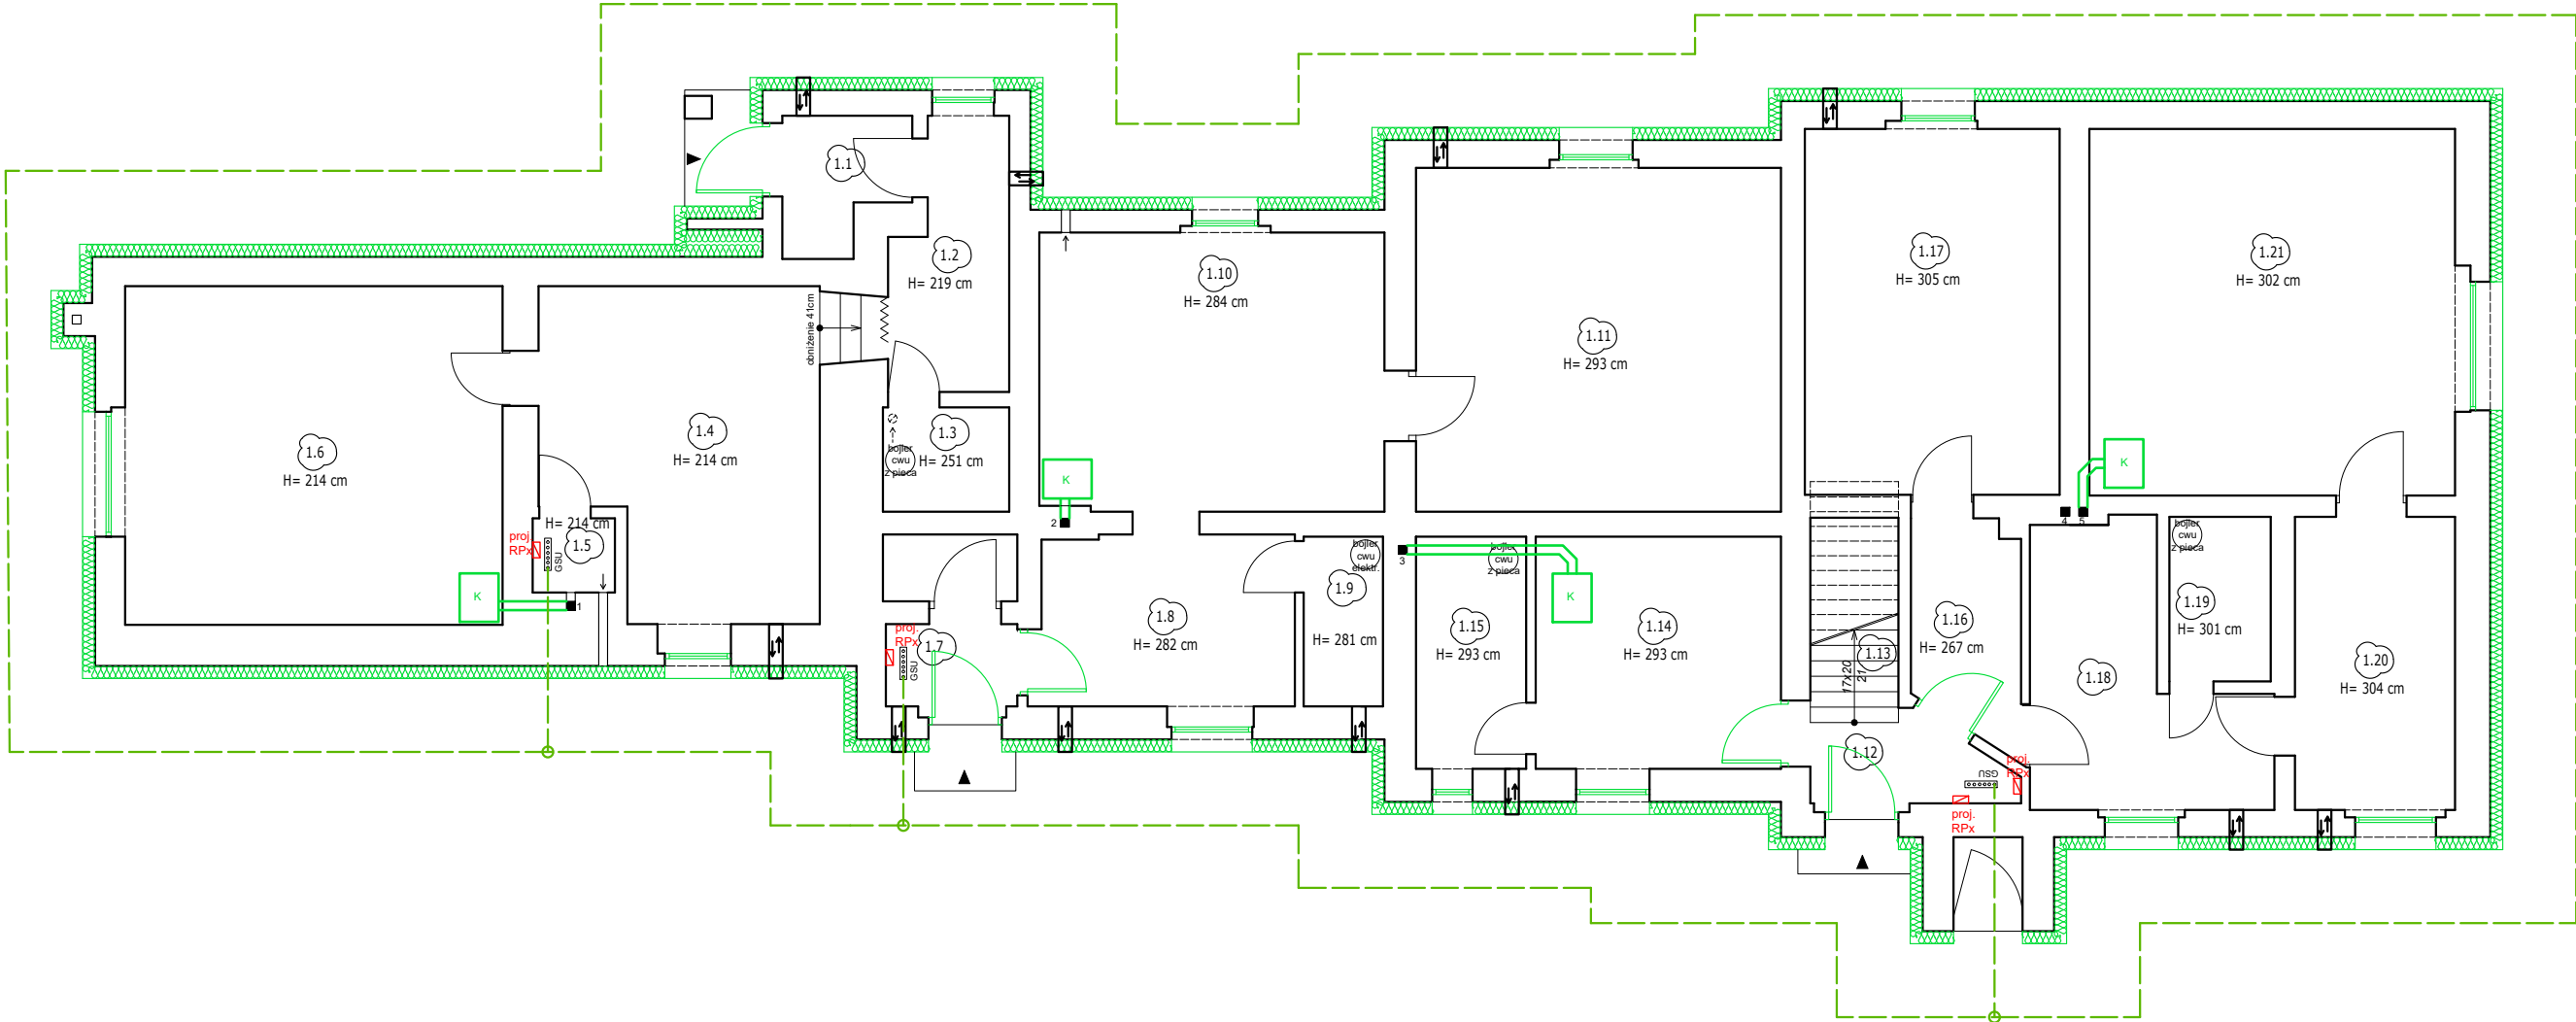 1.1
1.2
H= 219 cm
obniżenie 41cm
1.3
H= 251 cm
bojler
cwu
z pieca
1.4
H= 214 cm
1.6
H= 214 cm
H= 214 cm
1.5
proj.
RPx
GSU
K
1
1.10
H= 284 cm
K
2
1.7
proj.
RPx
GSU
1.8
H= 282 cm
1.9
H= 281 cm
bojler
cwu
elektr.
3
1.11
H= 293 cm
bojler
cwu
z pieca
1.15
H= 293 cm
K
1.14
H= 293 cm
1.17
H= 305 cm
1.21
H= 302 cm
K
4
5
1.13
17x20
21
1.16
H= 267 cm
1.12
proj.
RPx
GSU
proj.
RPx
1.18
bojler
cwu
z pieca
1.19
H= 301 cm
1.20
H= 304 cm